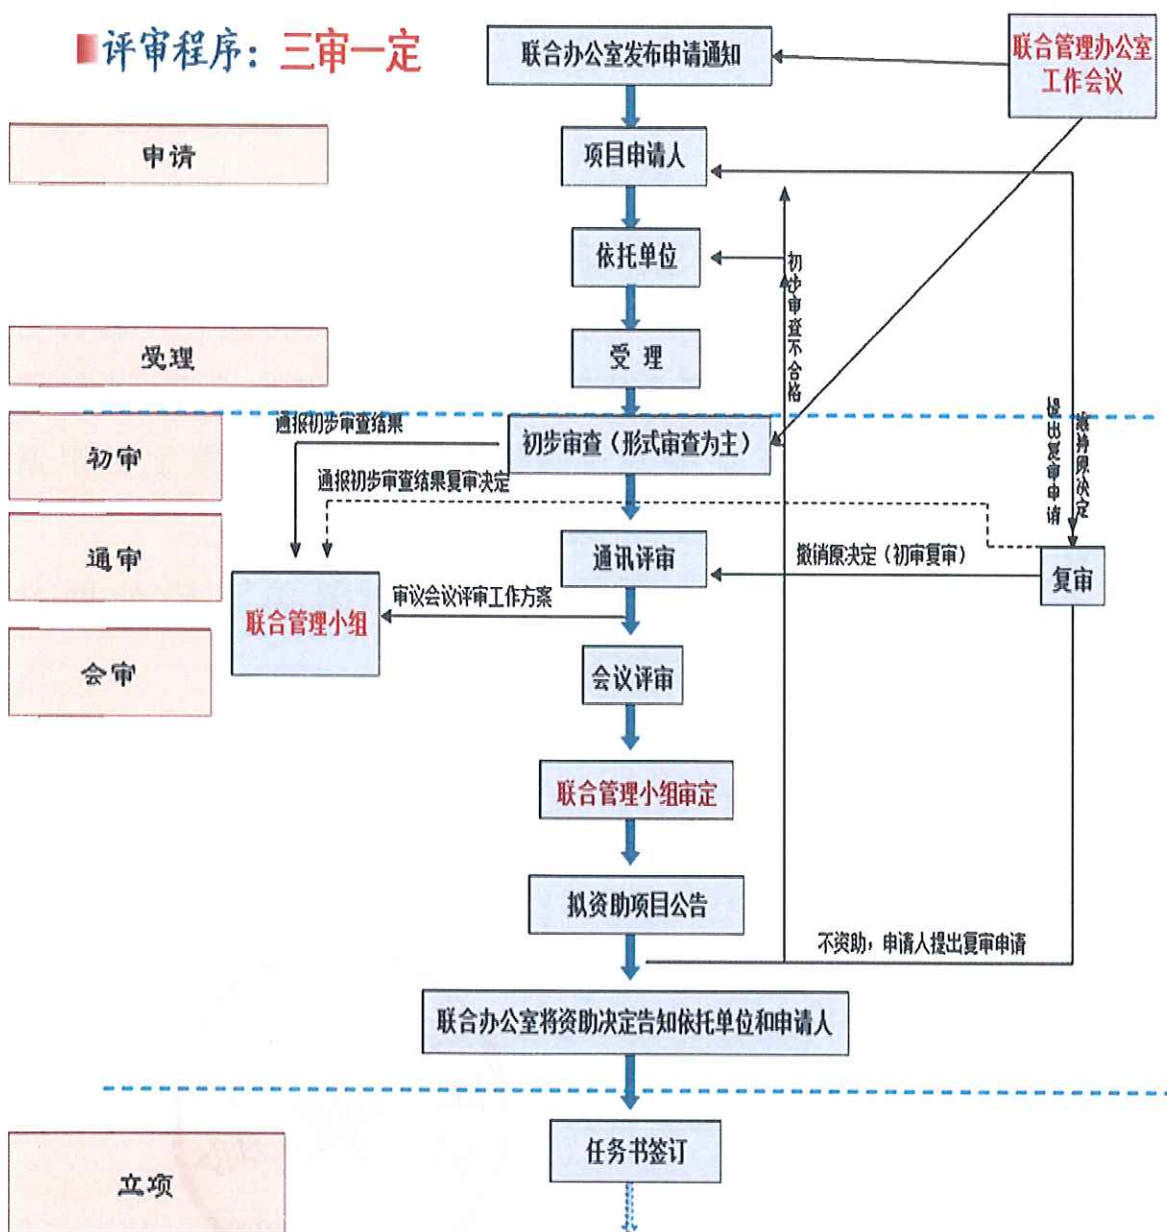 评审程序：三审一定
联合办公室发布申请通知
联合管理办公室
工作会议
申请
项目申请人
依托单位
初步审查不合格
受理
受 理
提出复审申请
维持原决定
通报初步审查结果
初审
初步审查（形式审查为主）
通报初步审查结果复审决定
通审
通讯评审
撤消原决定（初审复审）
复审
联合管理小组
审议会议评审工作方案
会审
会议评审
联合管理小组审定
拟资助项目公告
不资助，申请人提出复审申请
联合办公室将资助决定告知依托单位和申请人
任务书签订
立项